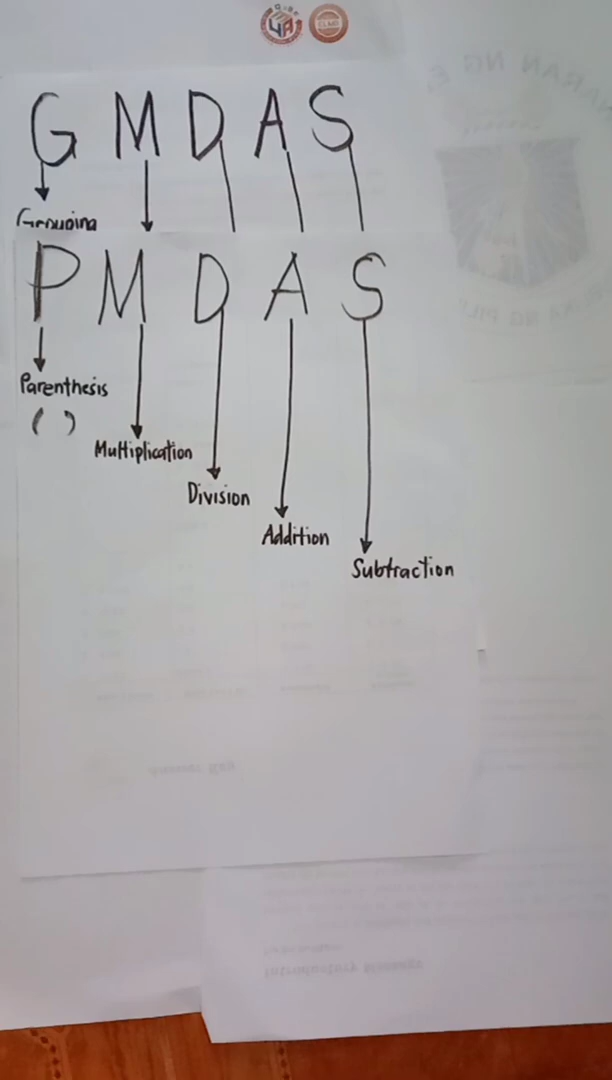 G M D A S
Grouping
P M D A S
Parenthesis
( )
Multiplication
Division
Addition
Subtraction